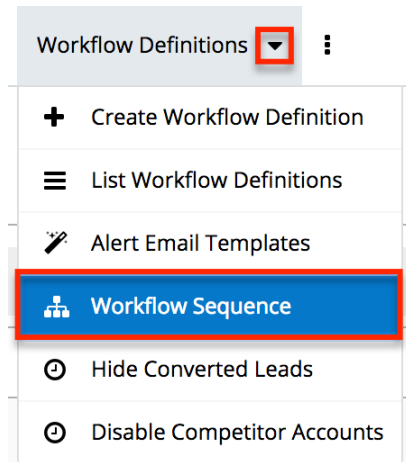 Workflow Definitions
Create Workflow Definition
List Workflow Definitions
Alert Email Templates
Workflow Sequence
Hide Converted Leads
Disable Competitor Accounts